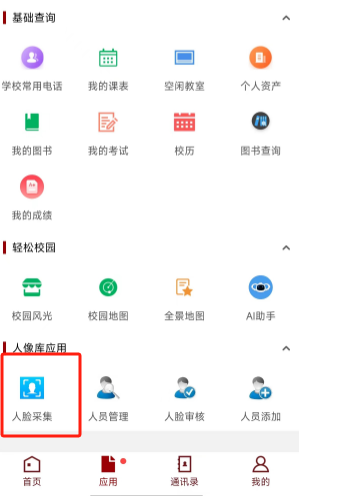 基础查询
学校常用电话 我的课表 空闲教室 个人资产
我的图书 我的考试 校历 图书查询
我的成绩
轻松校园
校园风光 校园地图 全景地图 AI助手
人像库应用
人脸采集 人员管理 人脸审核 人员添加
首页 应用 通讯录 我的